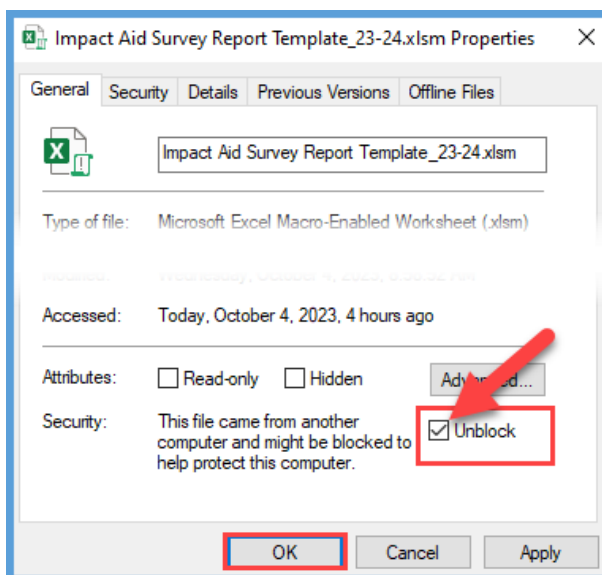 Impact Aid Survey Report Template_23-24.xlsm Properties
General Security Details Previous Versions Offline Files
Impact Aid Survey Report Template_23-24.xlsm
Type of file: Microsoft Excel Macro-Enabled Worksheet (.xlsm)
Accessed: Today, October 4, 2023, 4 hours ago
Attributes: Read-only Hidden Advanced...
Security: This file came from another
computer and might be blocked to
help protect this computer.
Unblock
OK Cancel Apply